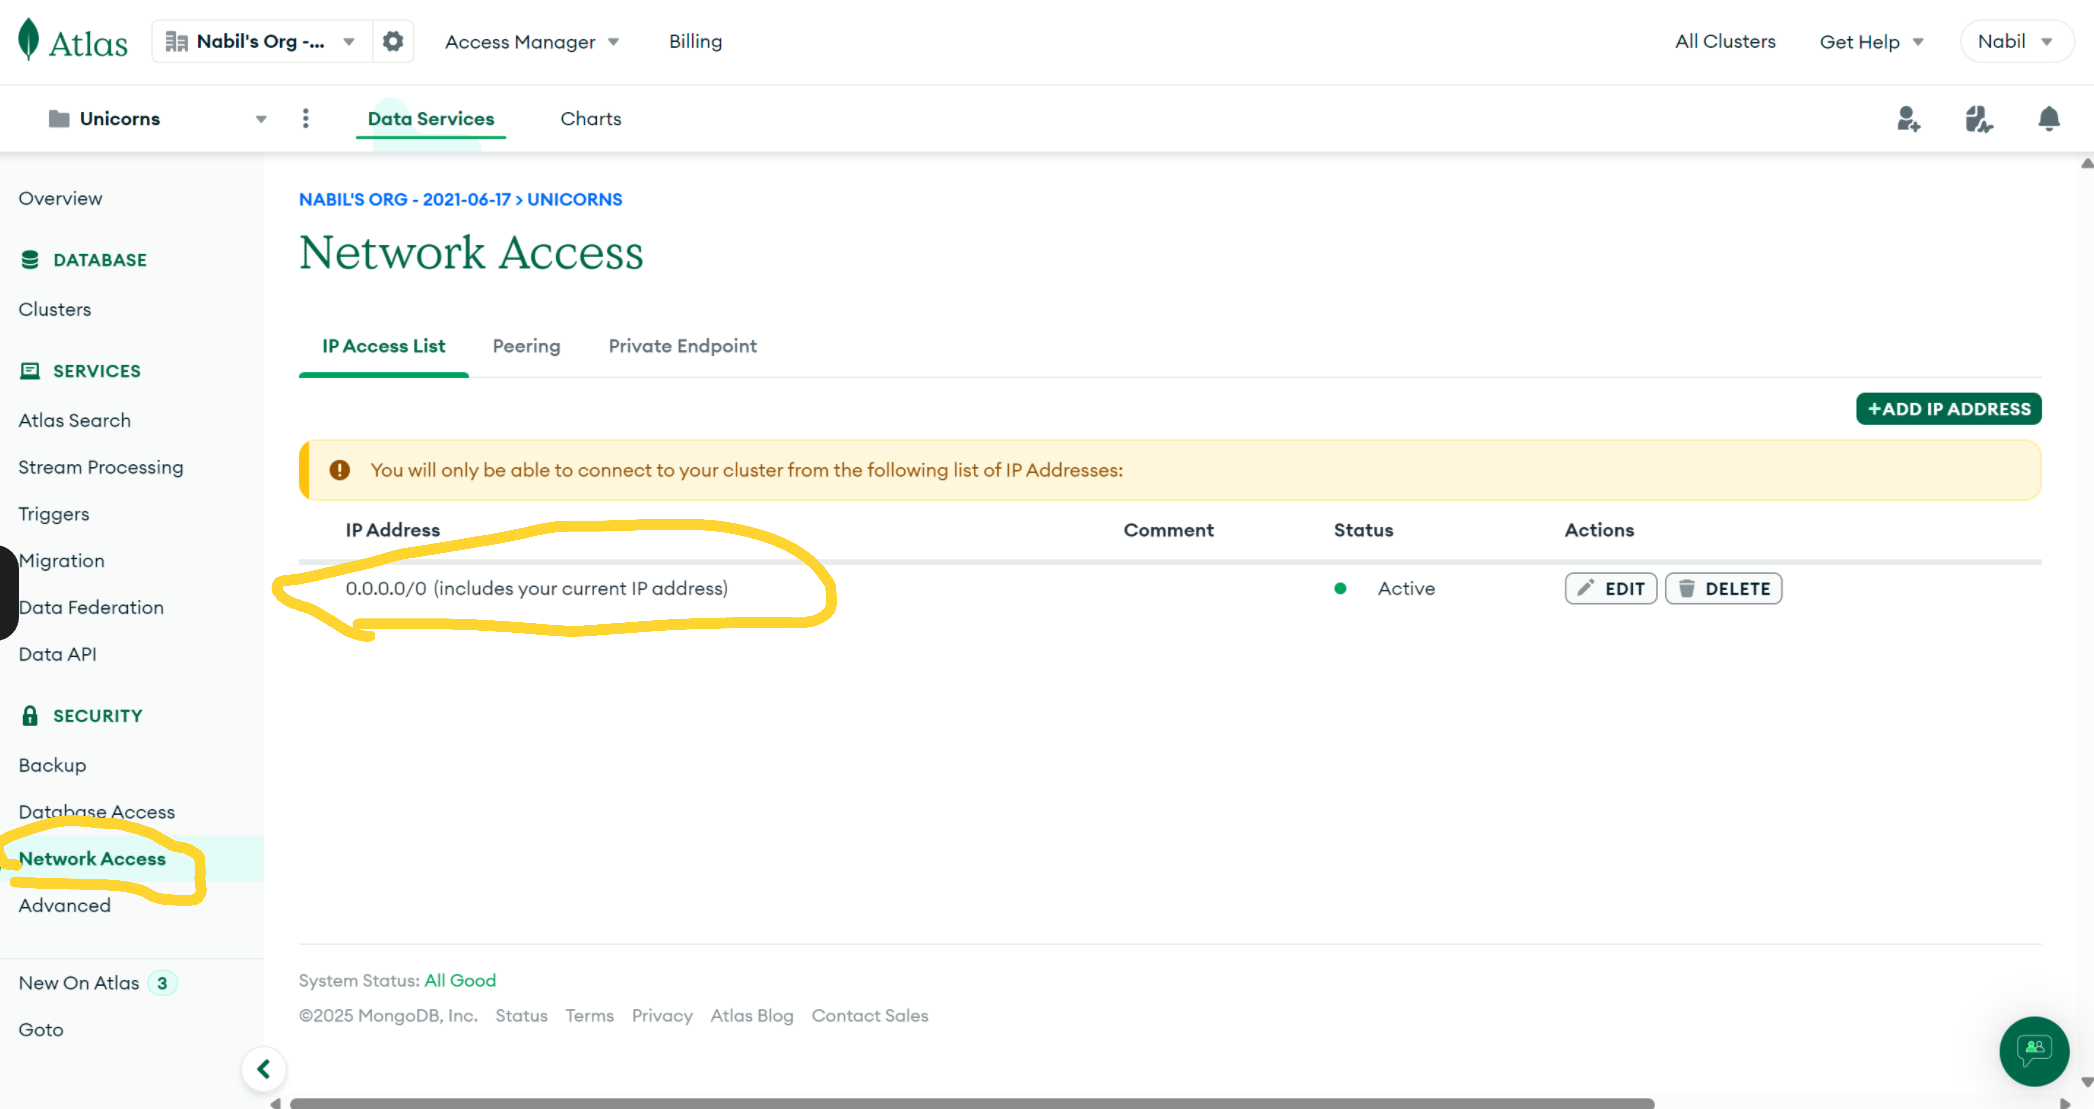 Atlas
Nabil's Org -...
Access Manager
Billing
All Clusters
Get Help
Nabil
Unicorns
Data Services
Charts
Overview
DATABASE
Clusters
SERVICES
Atlas Search
Stream Processing
Triggers
Migration
Data Federation
Data API
SECURITY
Backup
Database Access
Network Access
Advanced
New On Atlas 3
Goto
NABIL'S ORG - 2021-06-17 > UNICORNS
Network Access
IP Access List
Peering
Private Endpoint
+ADD IP ADDRESS
You will only be able to connect to your cluster from the following list of IP Addresses:
IP Address
Comment
Status
Actions
0.0.0.0/0 (includes your current IP address)
Active
EDIT
DELETE
System Status: All Good
©2025 MongoDB, Inc. Status Terms Privacy Atlas Blog Contact Sales